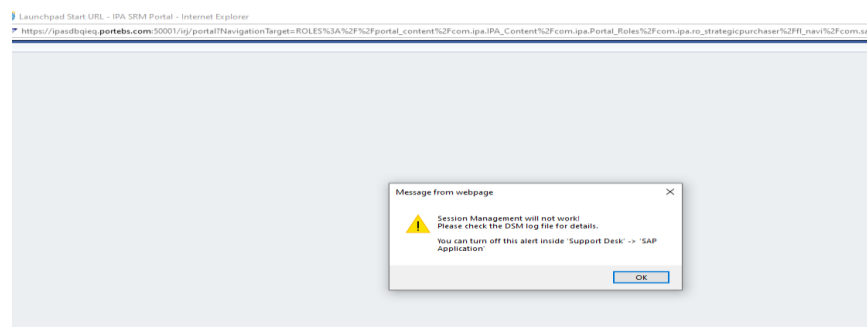 Launchpad Start URL - IPA SRM Portal - Internet Explorer
https://ipasdbqieq.portebs.com:50001/irj/portal?NavigationTarget=ROLES%3A%2F%2Fportal_content%2Fcom.ipa.IPA_Content%2Fcom.ipa.Portal_Roles%2Fcom.ipa.ro_strategicpurchaser%2Ffl_navi%2Fcom.sa
Message from webpage
Session Management will not work!
Please check the DSM log file for details.
You can turn off this alert inside 'Support Desk' -> 'SAP
Application'
OK